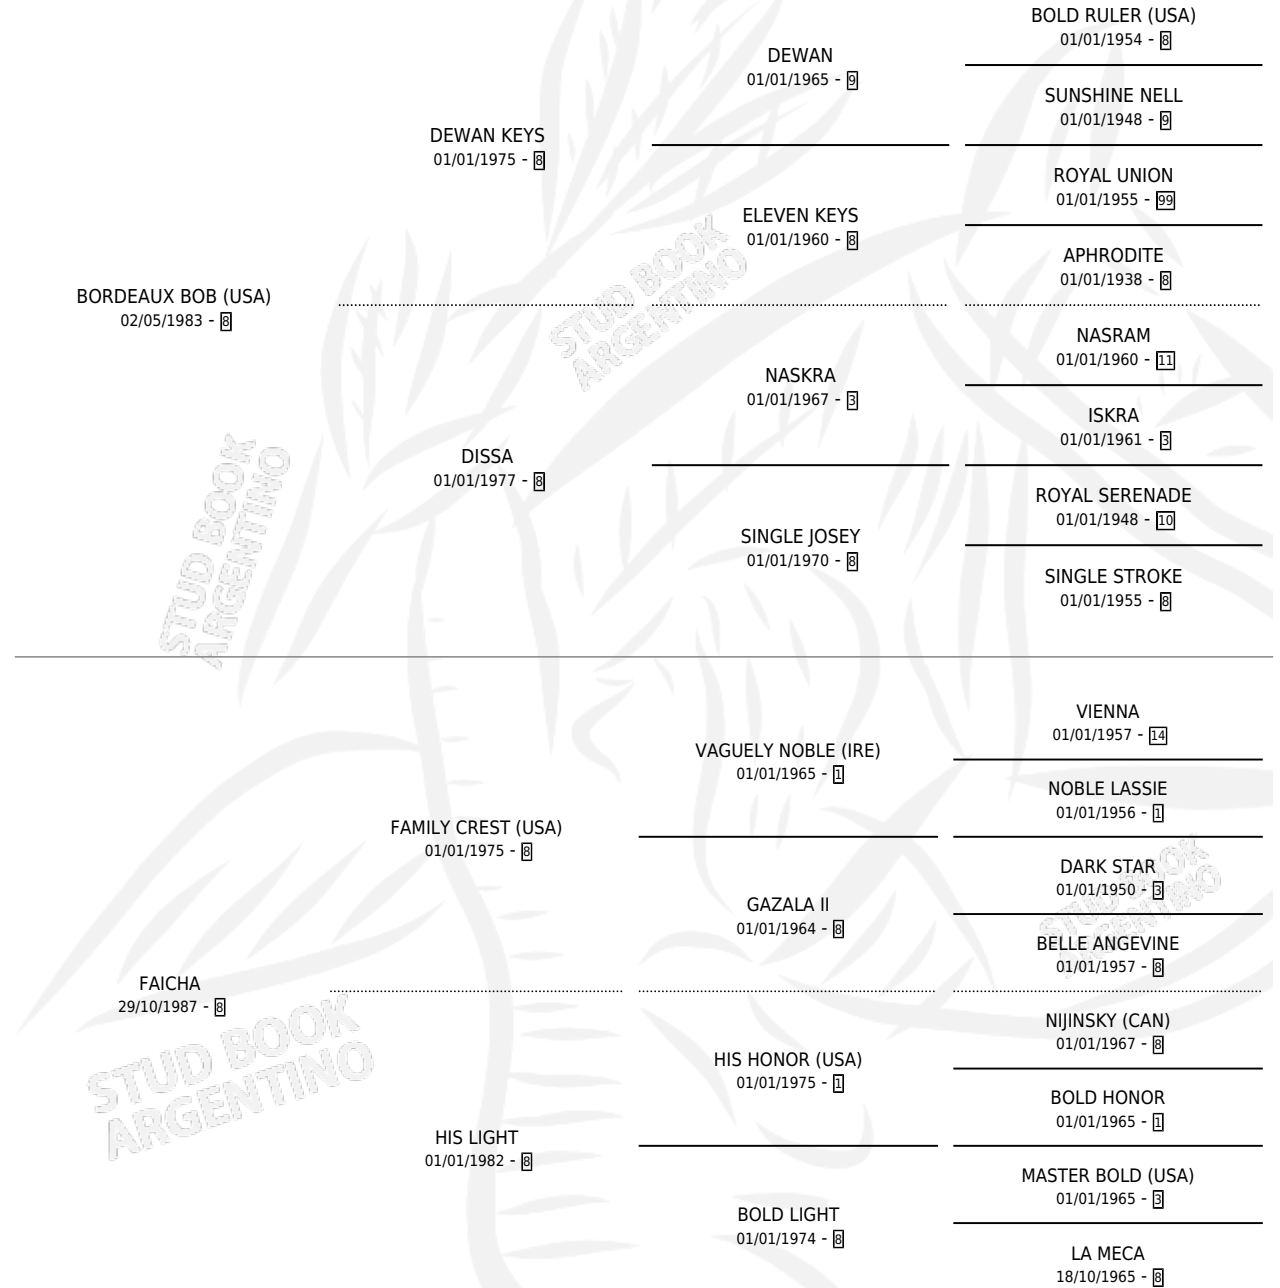 BOLD RULER (USA)
01/01/1954 - 8
DEWAN
01/01/1965 - 9
SUNSHINE NELL
01/01/1948 - 9
DEWAN KEYS
01/01/1975 - 8
ROYAL UNION
01/01/1955 - 99
ELEVEN KEYS
01/01/1960 - 8
APHRODITE
01/01/1938 - 8
BORDEAUX BOB (USA)
02/05/1983 - 8
STUD BOOK
ARGENTINO
NASRAM
01/01/1960 - 11
NASKRA
01/01/1967 - 3
ISKRA
01/01/1961 - 3
DISSA
01/01/1977 - 8
ROYAL SERENADE
01/01/1948 - 10
SINGLE JOSEY
01/01/1970 - 8
SINGLE STROKE
01/01/1955 - 8
STUD BOOK
ARGENTINO
VIENNA
01/01/1957 - 14
VAGUELY NOBLE (IRE)
01/01/1965 - 1
NOBLE LASSIE
01/01/1956 - 1
FAMILY CREST (USA)
01/01/1975 - 8
DARK STAR
01/01/1950 - 3
GAZALA II
01/01/1964 - 8
BELLE ANGEVINE
01/01/1957 - 8
STUD BOOK
ARGENTINO
FAICHA
29/10/1987 - 8
NIJINSKY (CAN)
01/01/1967 - 8
HIS HONOR (USA)
01/01/1975 - 1
BOLD HONOR
01/01/1965 - 1
STUD BOOK
ARGENTINO
HIS LIGHT
01/01/1982 - 8
MASTER BOLD (USA)
01/01/1965 - 3
BOLD LIGHT
01/01/1974 - 8
LA MECA
18/10/1965 - 8